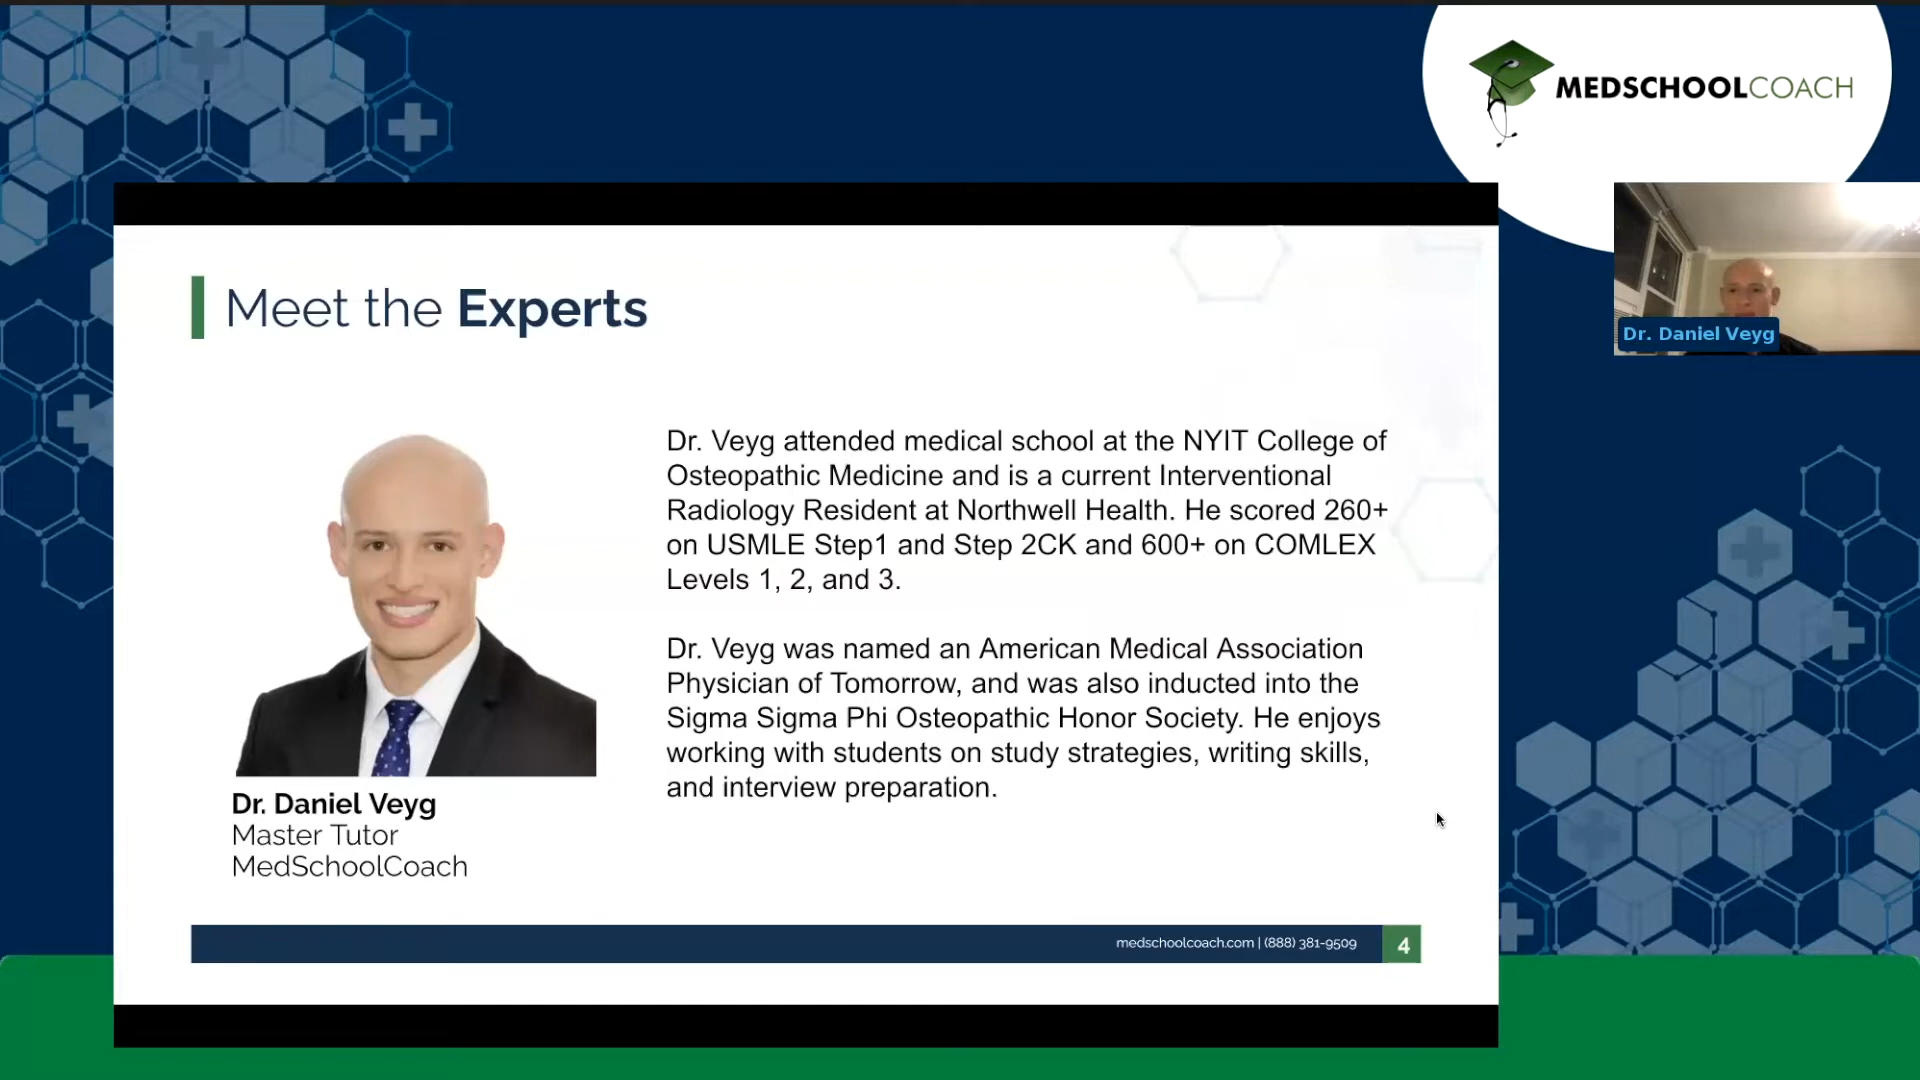 MEDSCHOOLCOACH
Meet the Experts
Dr. Daniel Veyg
Dr. Veyg attended medical school at the NYIT College of
Osteopathic Medicine and is a current Interventional
Radiology Resident at Northwell Health. He scored 260+
on USMLE Step1 and Step 2CK and 600+ on COMLEX
Levels 1, 2, and 3.
Dr. Veyg was named an American Medical Association
Physician of Tomorrow, and was also inducted into the
Sigma Sigma Phi Osteopathic Honor Society. He enjoys
working with students on study strategies, writing skills,
and interview preparation.
Dr. Daniel Veyg
Master Tutor
MedSchoolCoach
medschoolcoach.com | (888) 381-9509
4